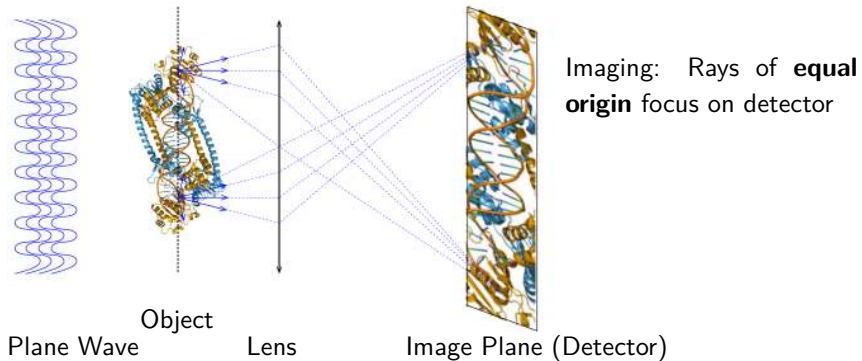 Imaging: Rays of equal
origin focus on detector
Object
Plane Wave
Lens
Image Plane (Detector)